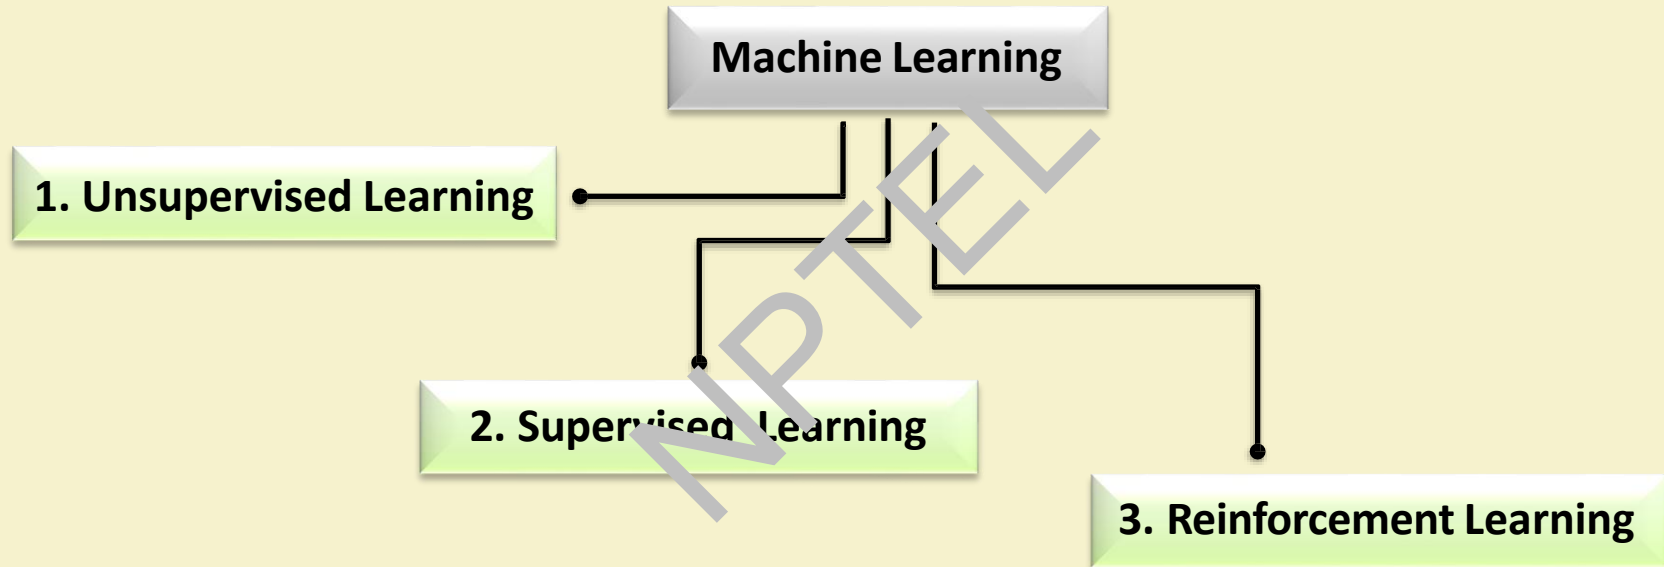 Machine Learning
1. Unsupervised Learning
2. Supervised Learning
3. Reinforcement Learning
NPTEL